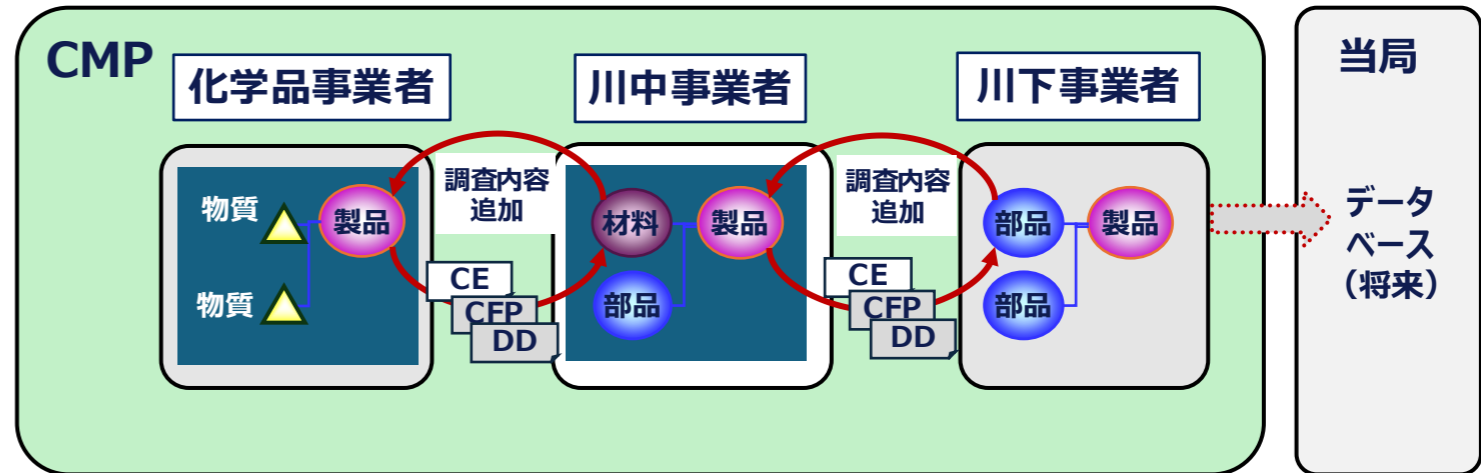 CMP
化学品事業者
川中事業者
川下事業者
当局
物質
物質
製品
調査内容
追加
CE
CFP
DD
材料
部品
製品
調査内容
追加
CE
CFP
DD
部品
部品
製品
データ
ベース
（将来）